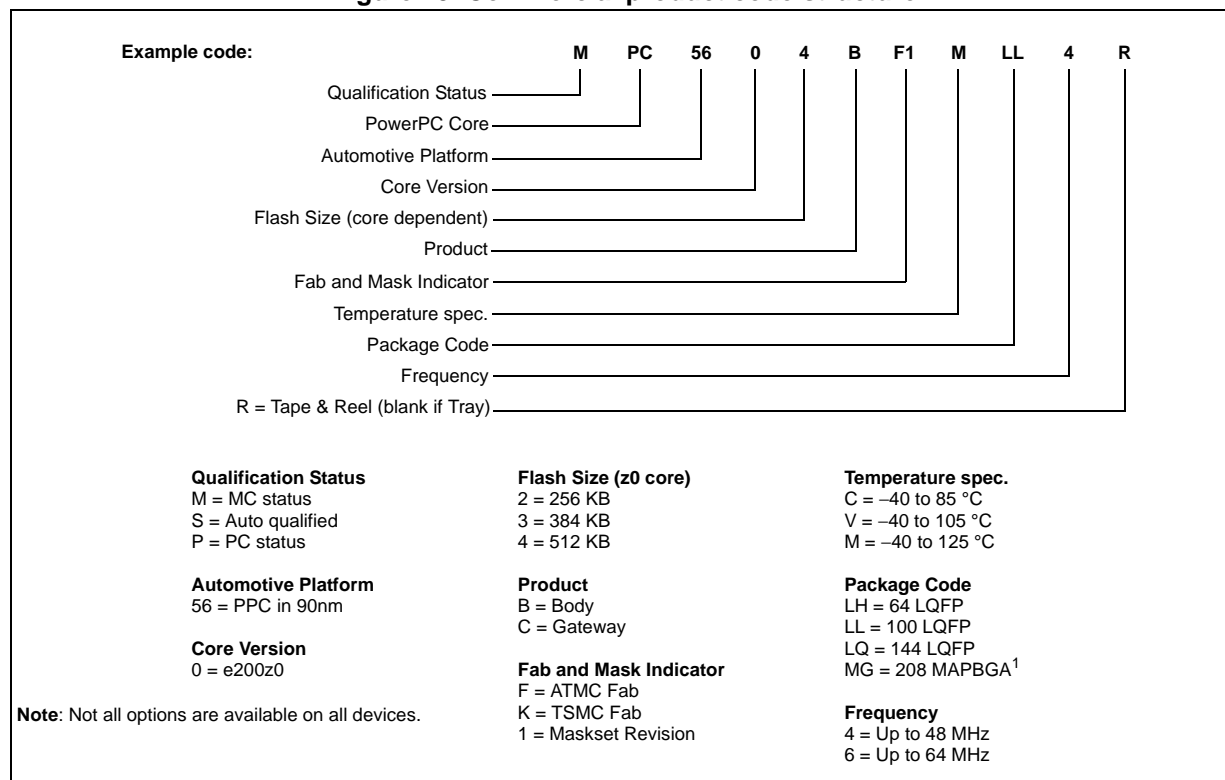 Example code: M PC 56 0 4 B F1 M LL 4 R
Qualification Status
PowerPC Core
Automotive Platform
Core Version
Flash Size (core dependent)
Product
Fab and Mask Indicator
Temperature spec.
Package Code
Frequency
R = Tape & Reel (blank if Tray)
Qualification Status
M = MC status
S = Auto qualified
P = PC status
Automotive Platform
56 = PPC in 90nm
Core Version
0 = e200z0
Flash Size (z0 core)
2 = 256 KB
3 = 384 KB
4 = 512 KB
Product
B = Body
C = Gateway
Fab and Mask Indicator
F = ATMC Fab
K = TSMC Fab
1 = Maskset Revision
Temperature spec.
C = –40 to 85 °C
V = –40 to 105 °C
M = –40 to 125 °C
Package Code
LH = 64 LQFP
LL = 100 LQFP
LQ = 144 LQFP
MG = 208 MAPBGA1
Frequency
4 = Up to 48 MHz
6 = Up to 64 MHz
Note: Not all options are available on all devices.